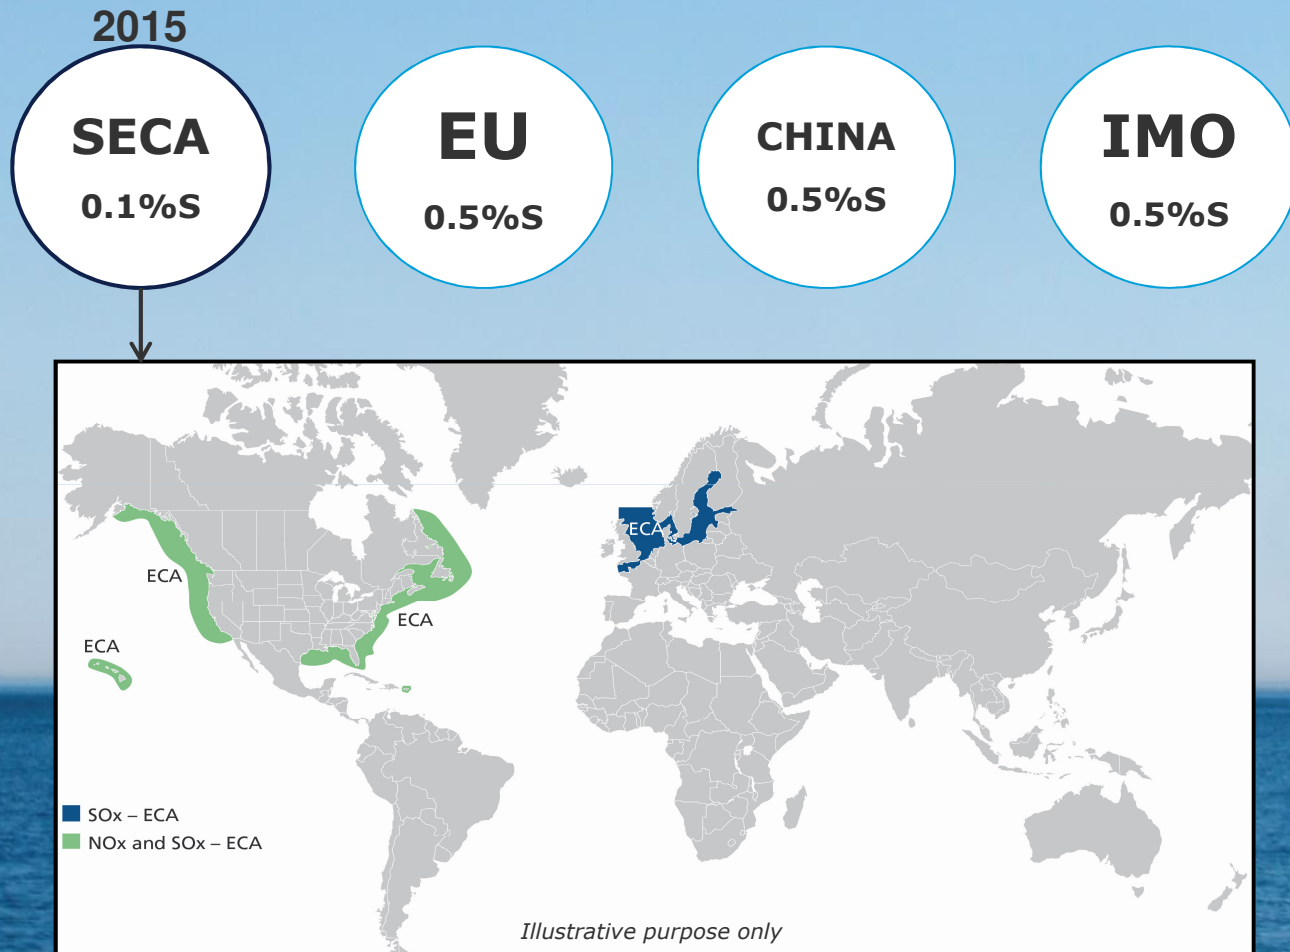 2015
SECA
0.1%S
EU
0.5%S
CHINA
0.5%S
IMO
0.5%S
ECA
ECA
ECA
ECA
SOx – ECA
NOx and SOx – ECA
Illustrative purpose only